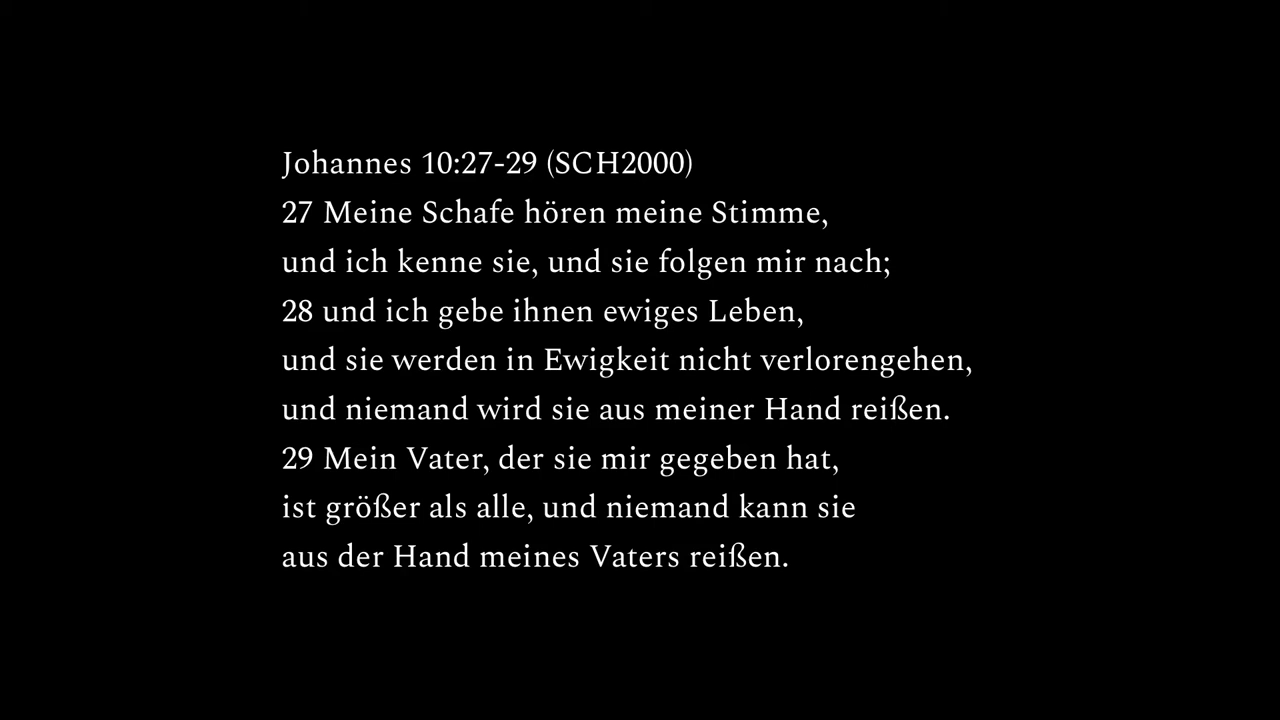 Johannes 10:27-29 (SCH2000)
27 Meine Schafe hören meine Stimme,
und ich kenne sie, und sie folgen mir nach;
28 und ich gebe ihnen ewiges Leben,
und sie werden in Ewigkeit nicht verlorengehen,
und niemand wird sie aus meiner Hand reißen.
29 Mein Vater, der sie mir gegeben hat,
ist größer als alle, und niemand kann sie
aus der Hand meines Vaters reißen.